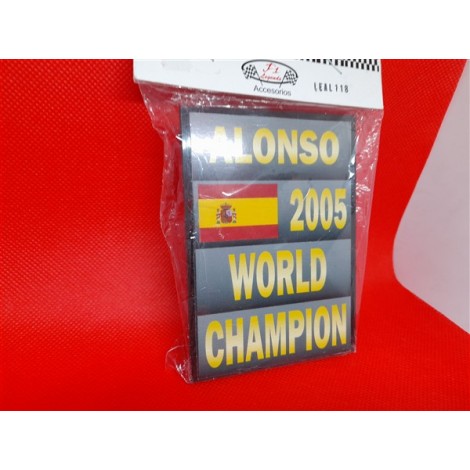 F1
Legends
Accesorios
LEAL118
ALONSO
2005
WORLD
CHAMPION